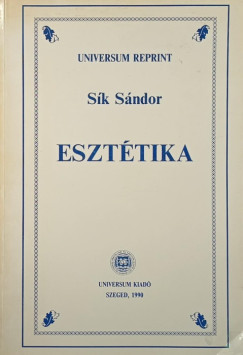 UNIVERSUM REPRINT
Sík Sándor
ESZTÉTIKA
UNIVERSUM KIADÓ
SZEGED, 1990